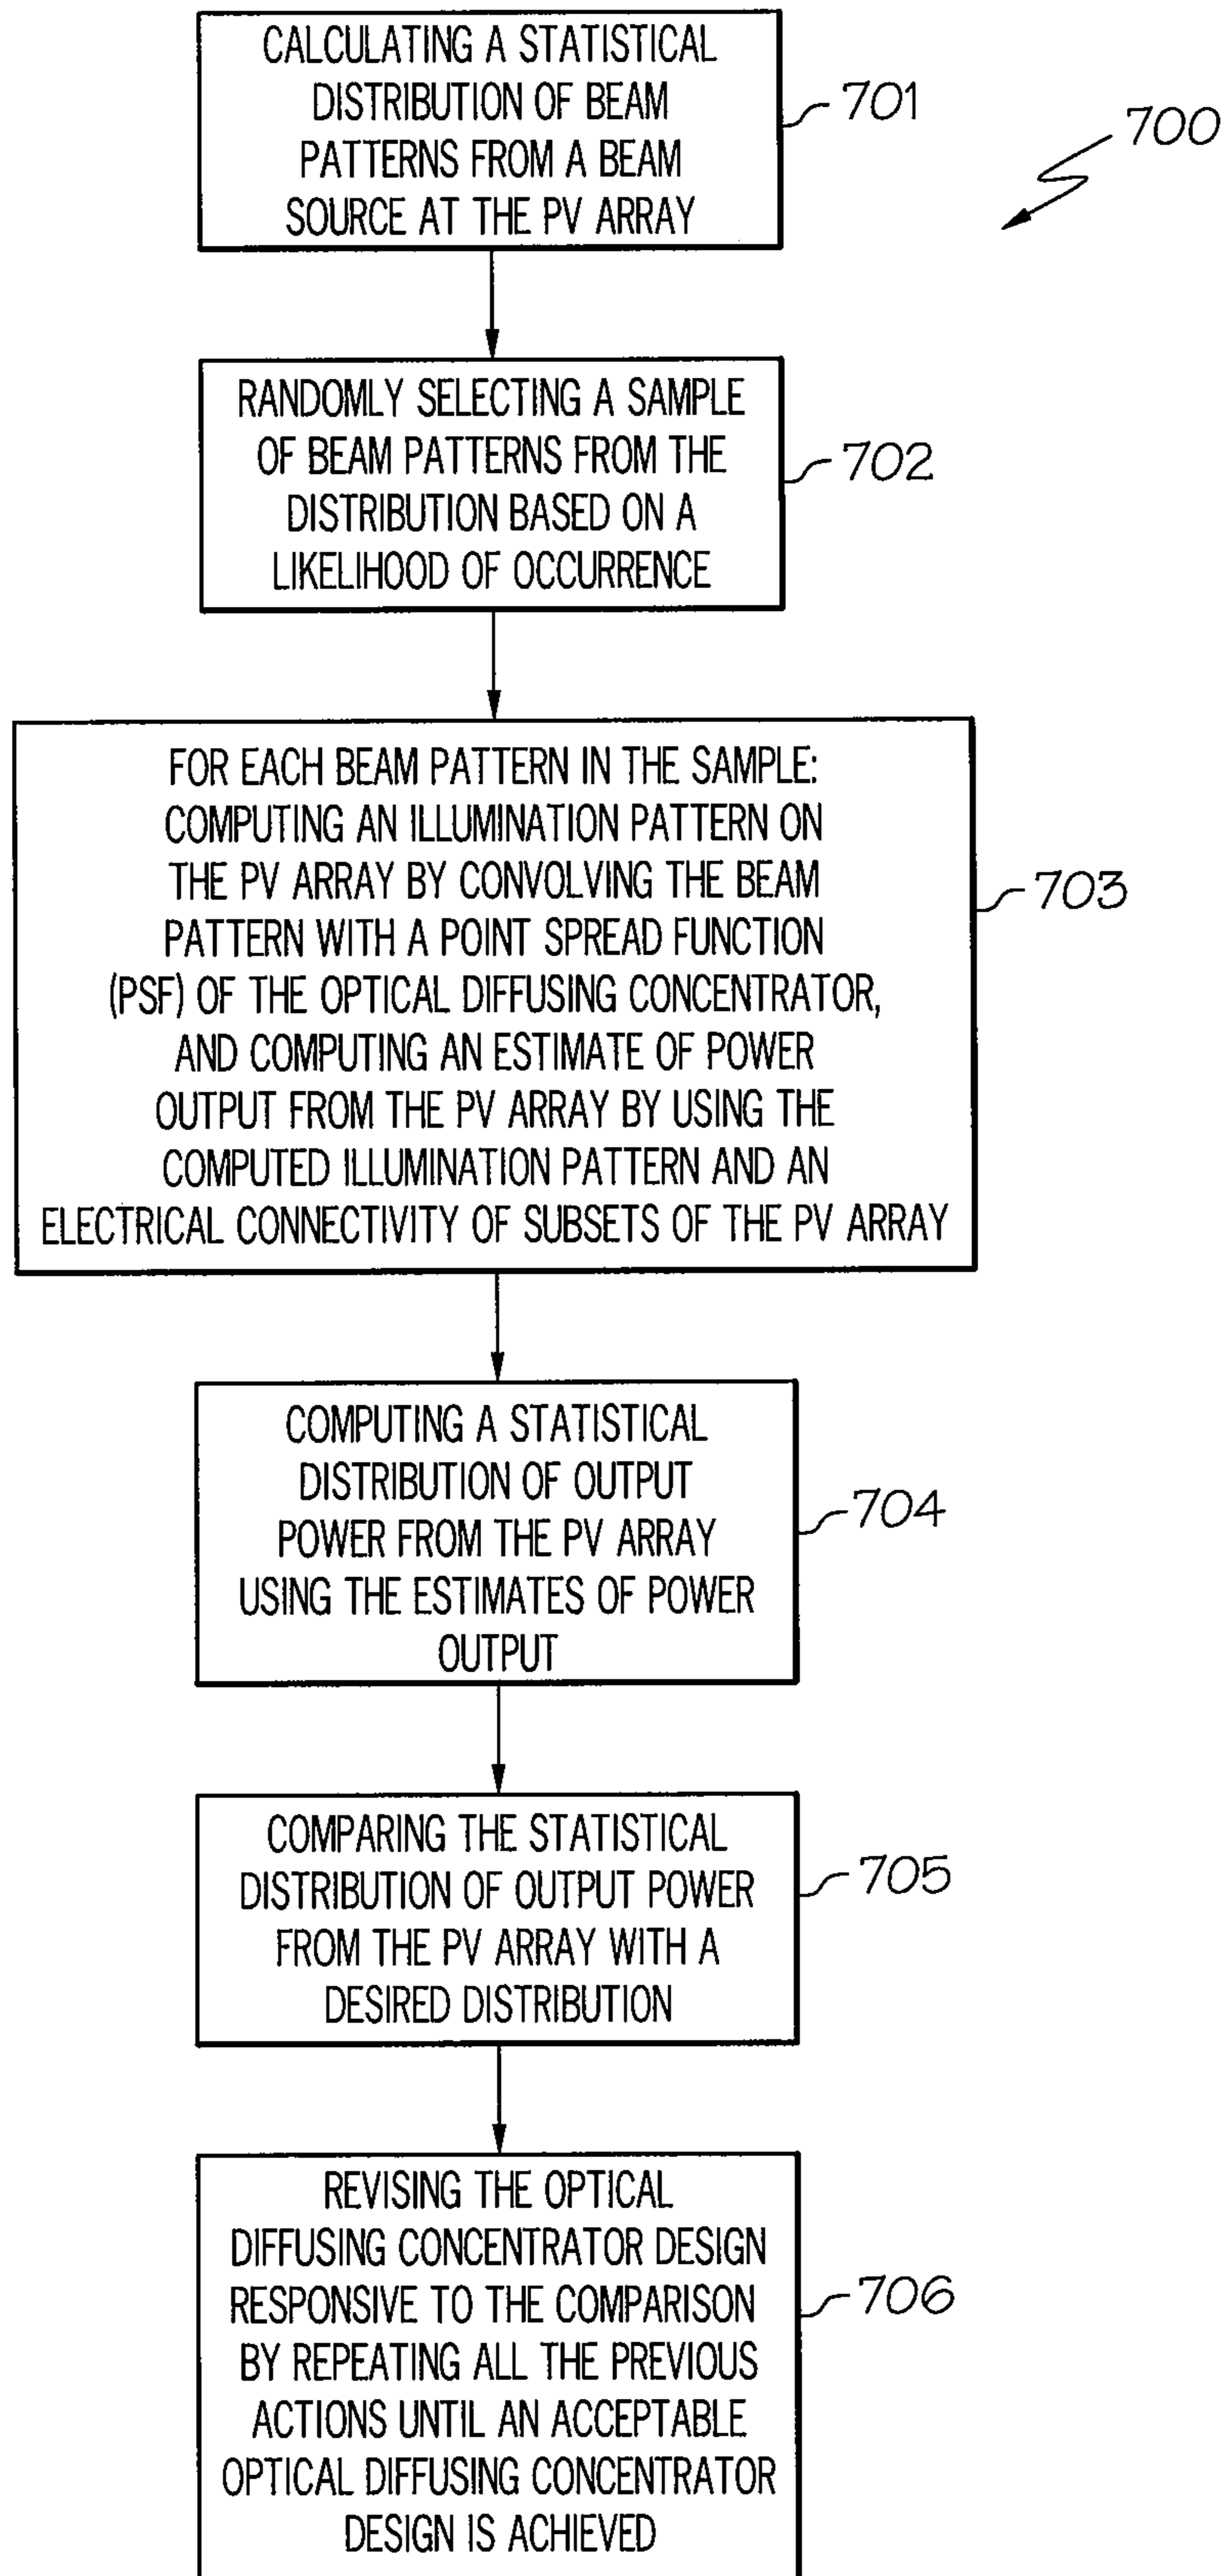 CALCULATING A STATISTICAL
DISTRIBUTION OF BEAM
PATTERNS FROM A BEAM
SOURCE AT THE PV ARRAY
701
700
RANDOMLY SELECTING A SAMPLE
OF BEAM PATTERNS FROM THE
DISTRIBUTION BASED ON A
LIKELIHOOD OF OCCURRENCE
702
FOR EACH BEAM PATTERN IN THE SAMPLE:
COMPUTING AN ILLUMINATION PATTERN ON
THE PV ARRAY BY CONVOLVING THE BEAM
PATTERN WITH A POINT SPREAD FUNCTION
(PSF) OF THE OPTICAL DIFFUSING CONCENTRATOR,
AND COMPUTING AN ESTIMATE OF POWER
OUTPUT FROM THE PV ARRAY BY USING THE
COMPUTED ILLUMINATION PATTERN AND AN
ELECTRICAL CONNECTIVITY OF SUBSETS OF THE PV ARRAY
703
COMPUTING A STATISTICAL
DISTRIBUTION OF OUTPUT
POWER FROM THE PV ARRAY
USING THE ESTIMATES OF POWER
OUTPUT
704
COMPARING THE STATISTICAL
DISTRIBUTION OF OUTPUT POWER
FROM THE PV ARRAY WITH A
DESIRED DISTRIBUTION
705
REVISING THE OPTICAL
DIFFUSING CONCENTRATOR DESIGN
RESPONSIVE TO THE COMPARISON
BY REPEATING ALL THE PREVIOUS
ACTIONS UNTIL AN ACCEPTABLE
OPTICAL DIFFUSING CONCENTRATOR
DESIGN IS ACHIEVED
706